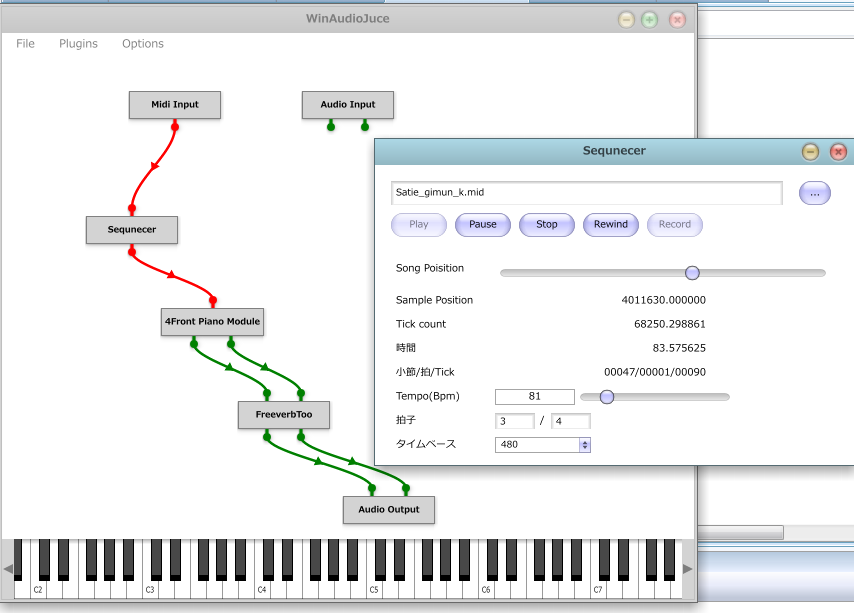 WinAudioJuce
File Plugins Options
Midi Input
Audio Input
Sequnecer
4Front Piano Module
FreeverbToo
Audio Output
C2 C3 C4 C5 C6 C7
Sequnecer
Satie_gimun_k.mid ...
Play Pause Stop Rewind Record
Song Poisition
Sample Position 4011630.000000
Tick count 68250.298861
時間 83.575625
小節/拍/Tick 00047/00001/00090
Tempo(Bpm) 81
拍子 3 / 4
タイムベース 480